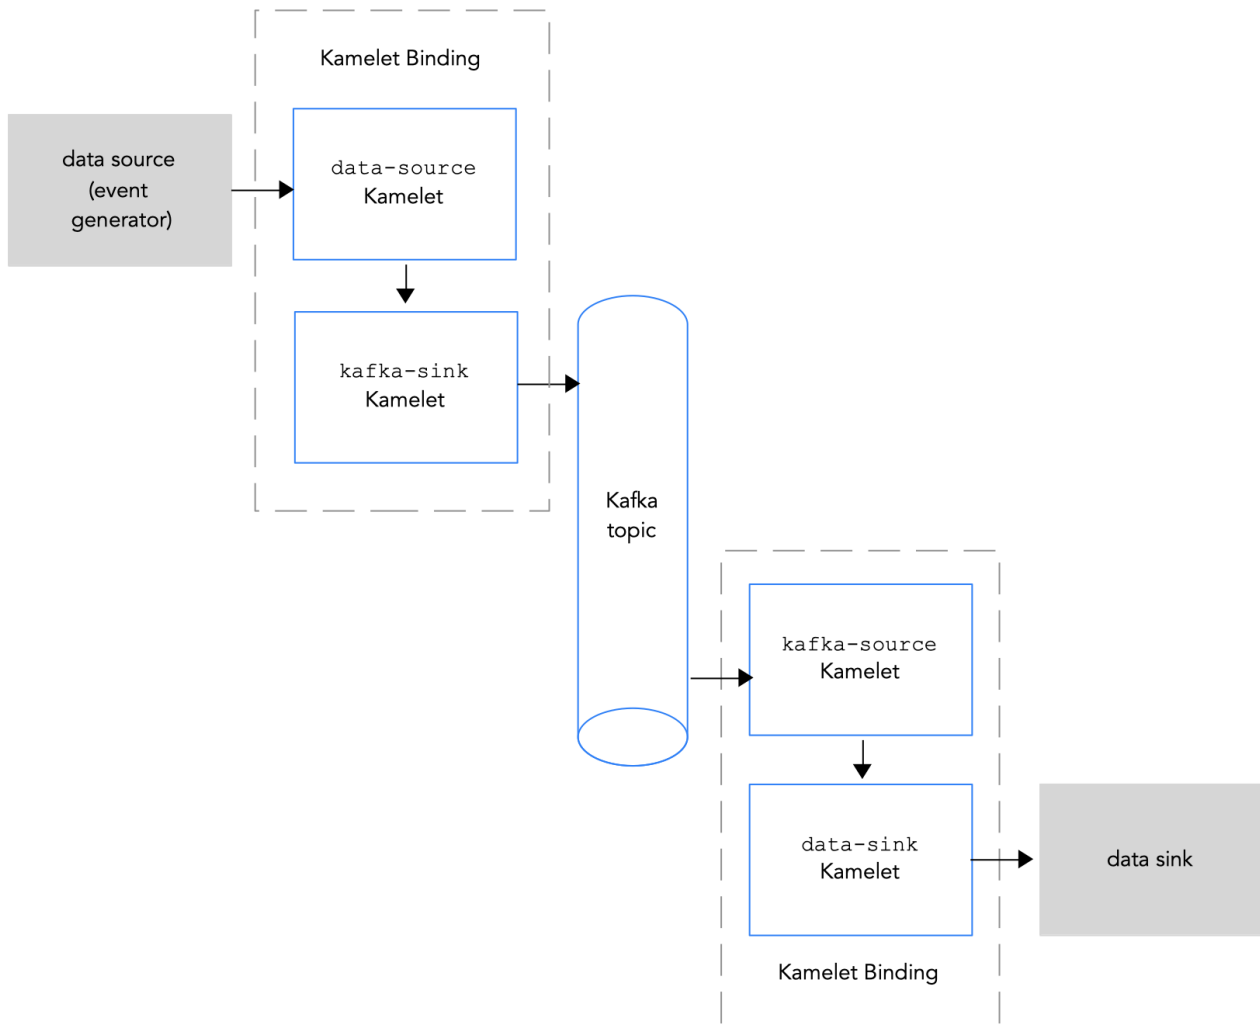 Kamelet Binding
data source
(event
generator)
data-source
Kamelet
kafka-sink
Kamelet
Kafka
topic
kafka-source
Kamelet
data-sink
Kamelet
data sink
Kamelet Binding